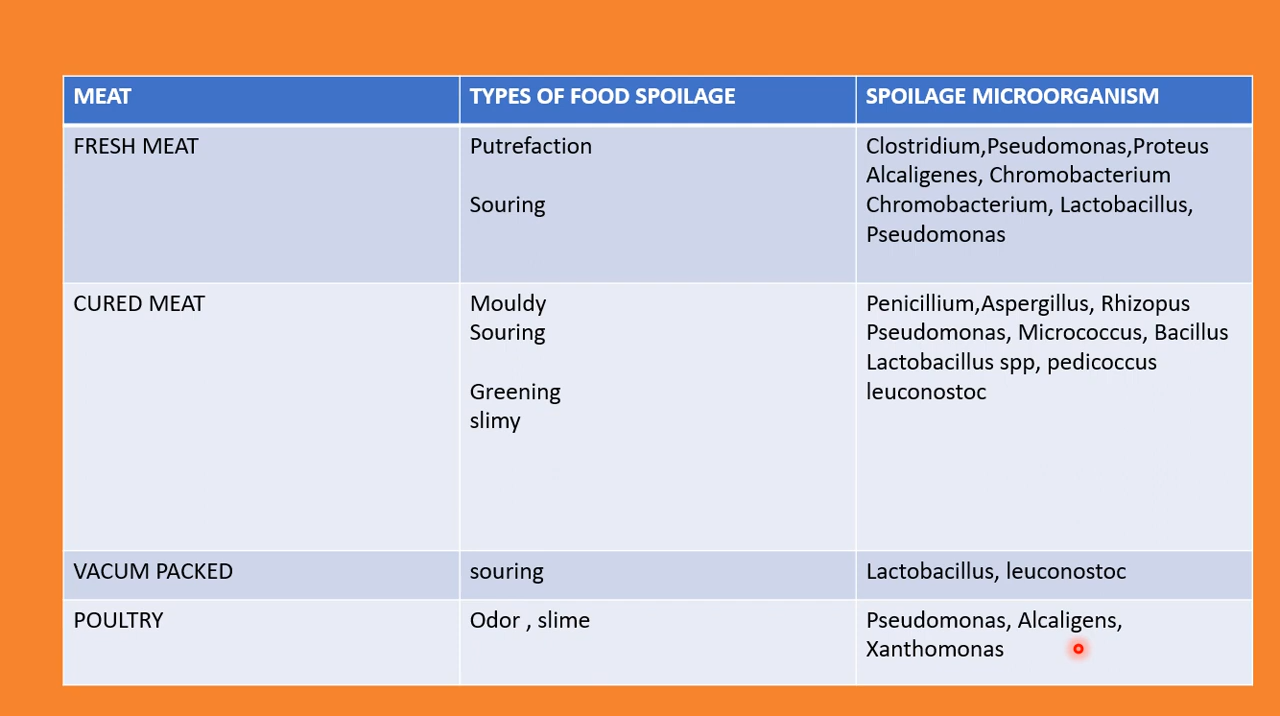 MEAT
TYPES OF FOOD SPOILAGE
SPOILAGE MICROORGANISM
FRESH MEAT
Putrefaction
Souring
Clostridium,Pseudomonas,Proteus
Alcaligenes, Chromobacterium
Chromobacterium, Lactobacillus,
Pseudomonas
CURED MEAT
Mouldy
Souring
Greening
slimy
Penicillium,Aspergillus, Rhizopus
Pseudomonas, Micrococcus, Bacillus
Lactobacillus spp, pedicoccus
leuconostoc
VACUM PACKED
souring
Lactobacillus, leuconostoc
POULTRY
Odor , slime
Pseudomonas, Alcaligens,
Xanthomonas